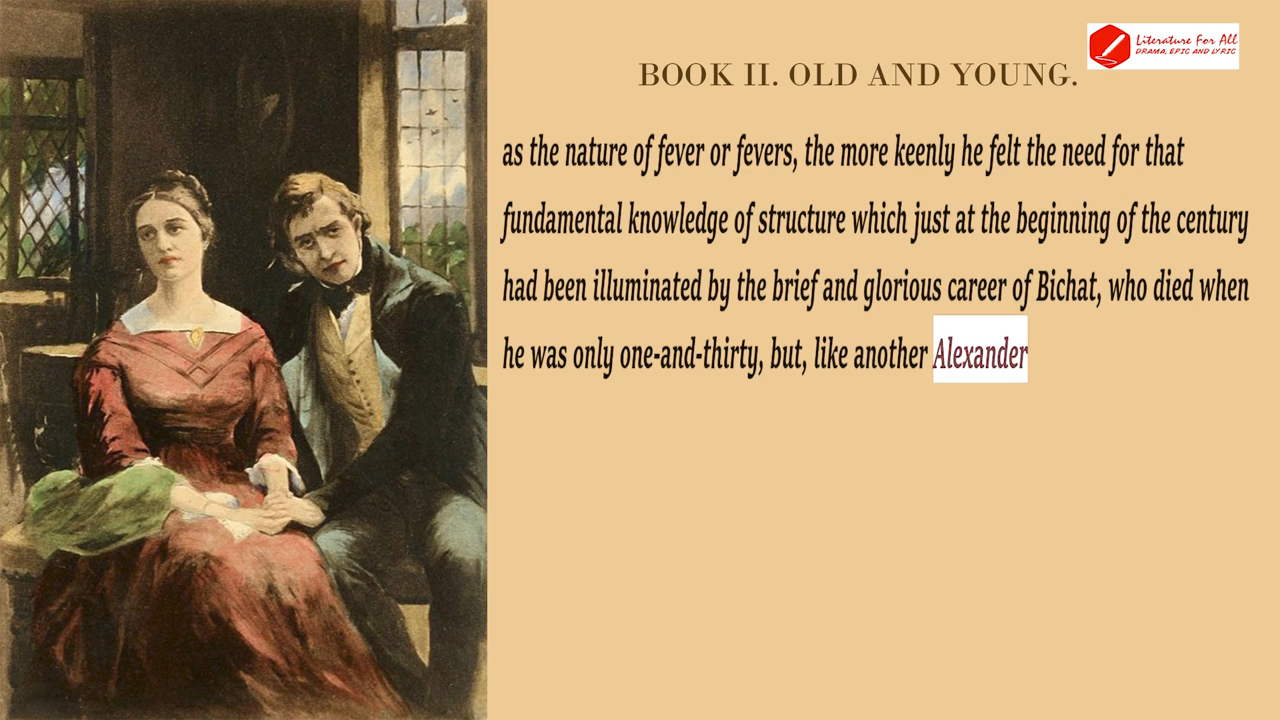 Literature For All
DRAMA, EPIC AND LYRIC
BOOK II. OLD AND YOUNG.
as the nature of fever or fevers, the more keenly he felt the need for that
fundamental knowledge of structure which just at the beginning of the century
had been illuminated by the brief and glorious career of Bichat, who died when
he was only one-and-thirty, but, like another Alexander